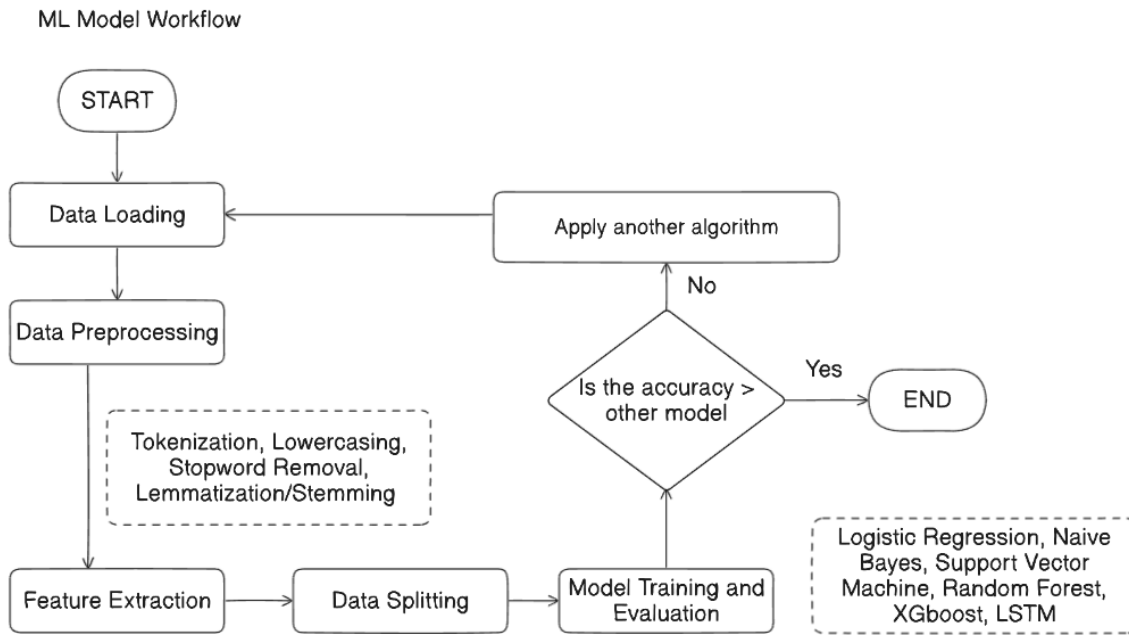 ML Model Workflow
START
Data Loading
Apply another algorithm
No
Data Preprocessing
Is the accuracy >
other model
Yes
END
Tokenization, Lowercasing,
Stopword Removal,
Lemmatization/Stemming
Feature Extraction
Data Splitting
Model Training and
Evaluation
Logistic Regression, Naive
Bayes, Support Vector
Machine, Random Forest,
XGboost, LSTM